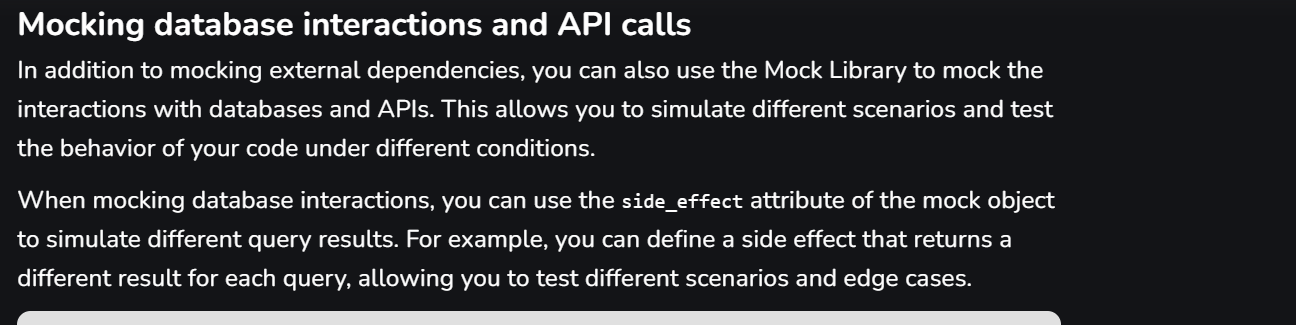 Mocking database interactions and API calls
In addition to mocking external dependencies, you can also use the Mock Library to mock the
interactions with databases and APIs. This allows you to simulate different scenarios and test
the behavior of your code under different conditions.
When mocking database interactions, you can use the side_effect attribute of the mock object
to simulate different query results. For example, you can define a side effect that returns a
different result for each query, allowing you to test different scenarios and edge cases.